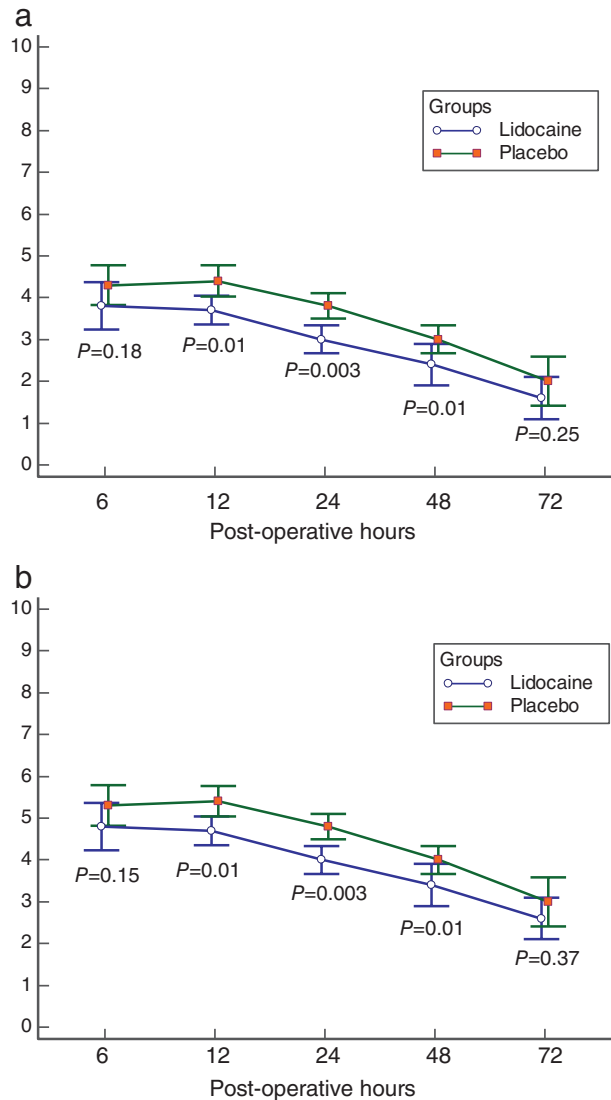 a
10
9
8
7
6
5
4
3
2
1
0
Groups
Lidocaine
Placebo
P=0.18
P=0.01
P=0.003
P=0.01
P=0.25
6 12 24 48 72
Post-operative hours
b
10
9
8
7
6
5
4
3
2
1
0
Groups
Lidocaine
Placebo
P=0.15
P=0.01
P=0.003
P=0.01
P=0.37
6 12 24 48 72
Post-operative hours